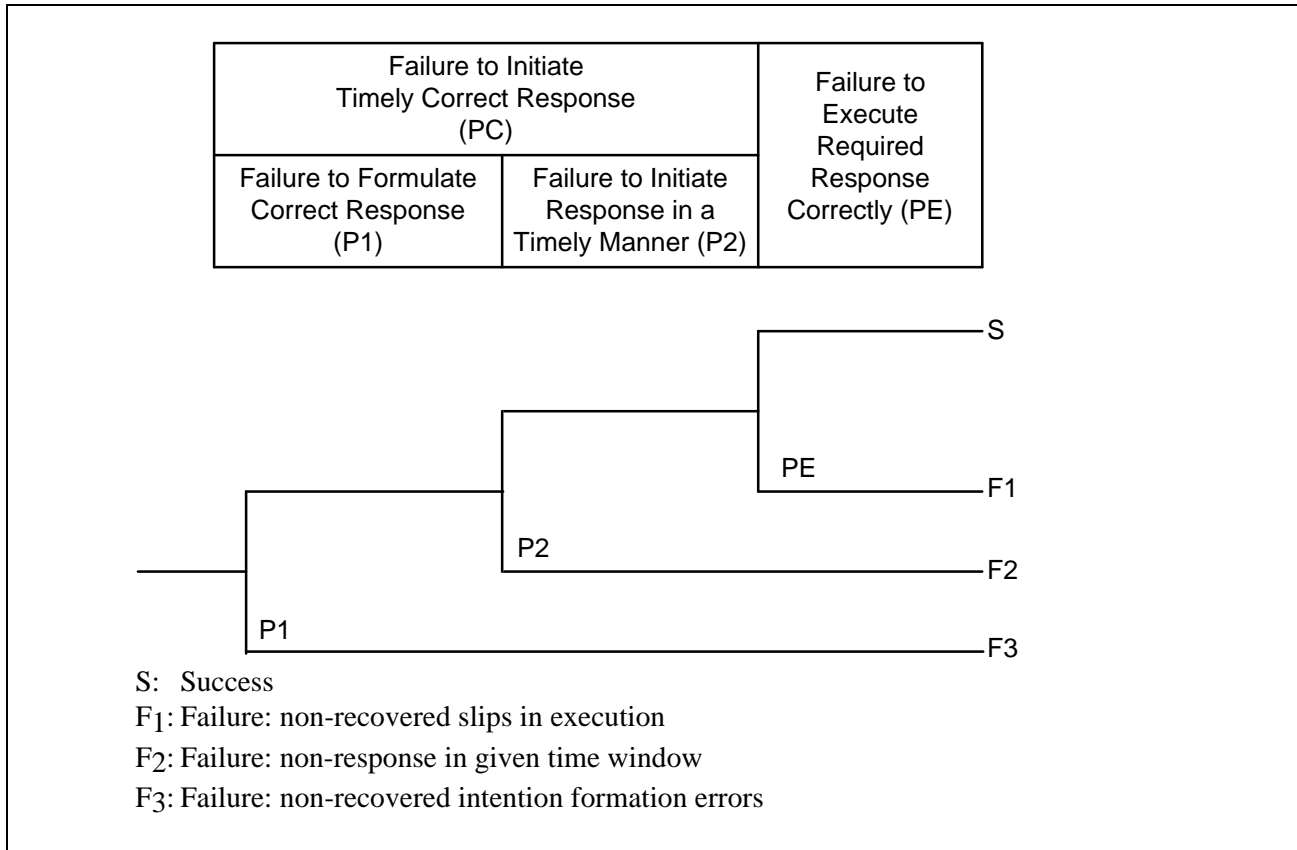 Failure to Initiate
Timely Correct Response
(PC)
Failure to Formulate
Correct Response
(P1)
Failure to Initiate
Response in a
Timely Manner (P2)
Failure to
Execute
Required
Response
Correctly (PE)
S
PE
F1
P2
F2
P1
F3
S: Success
F1: Failure: non-recovered slips in execution
F2: Failure: non-response in given time window
F3: Failure: non-recovered intention formation errors